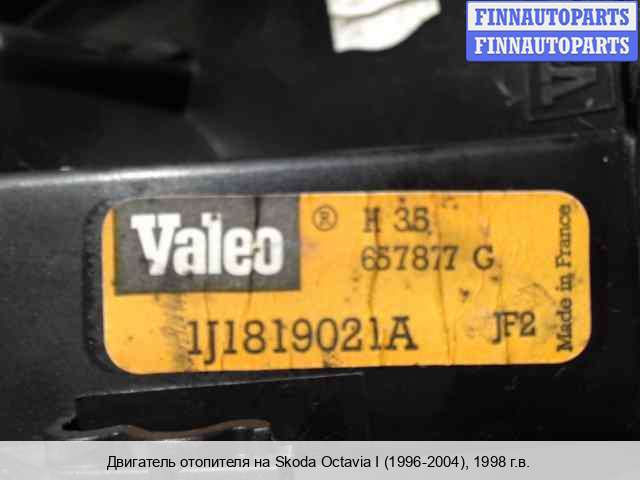 FINNAUTOPARTS
FINNAUTOPARTS
Valeo ® H 35
657877 G
1J1819021A JF2
Made in France
Двигатель отопителя на Skoda Octavia I (1996-2004), 1998 г.в.